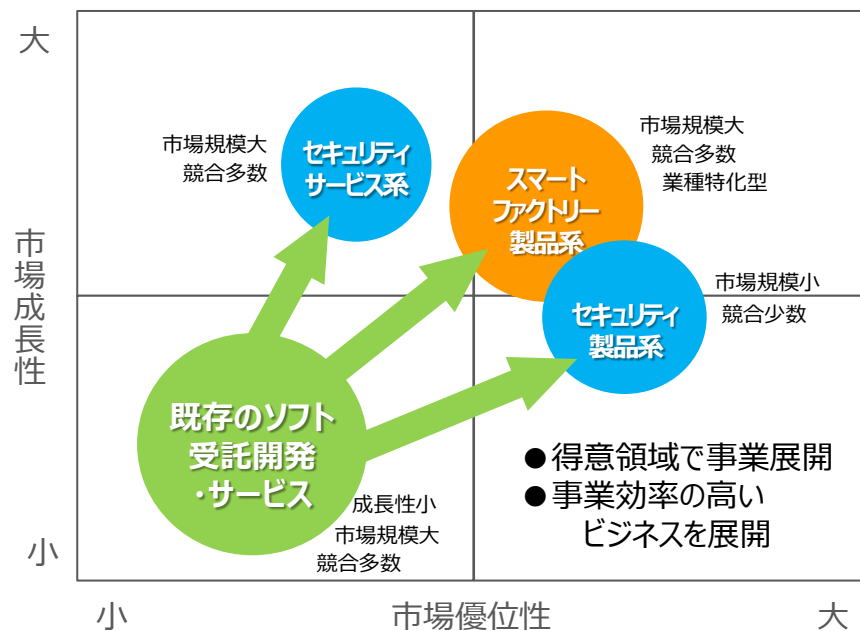 大
市場規模大
競合多数
セキュリティ
サービス系
市場規模大
競合多数
業種特化型
スマート
ファクトリー
製品系
市場成長性
市場規模小
競合少数
セキュリティ
製品系
既存のソフト
受託開発
・サービス
成長性小
市場規模大
競合多数
●得意領域で事業展開
●事業効率の高い
ビジネスを展開
小
小
市場優位性
大